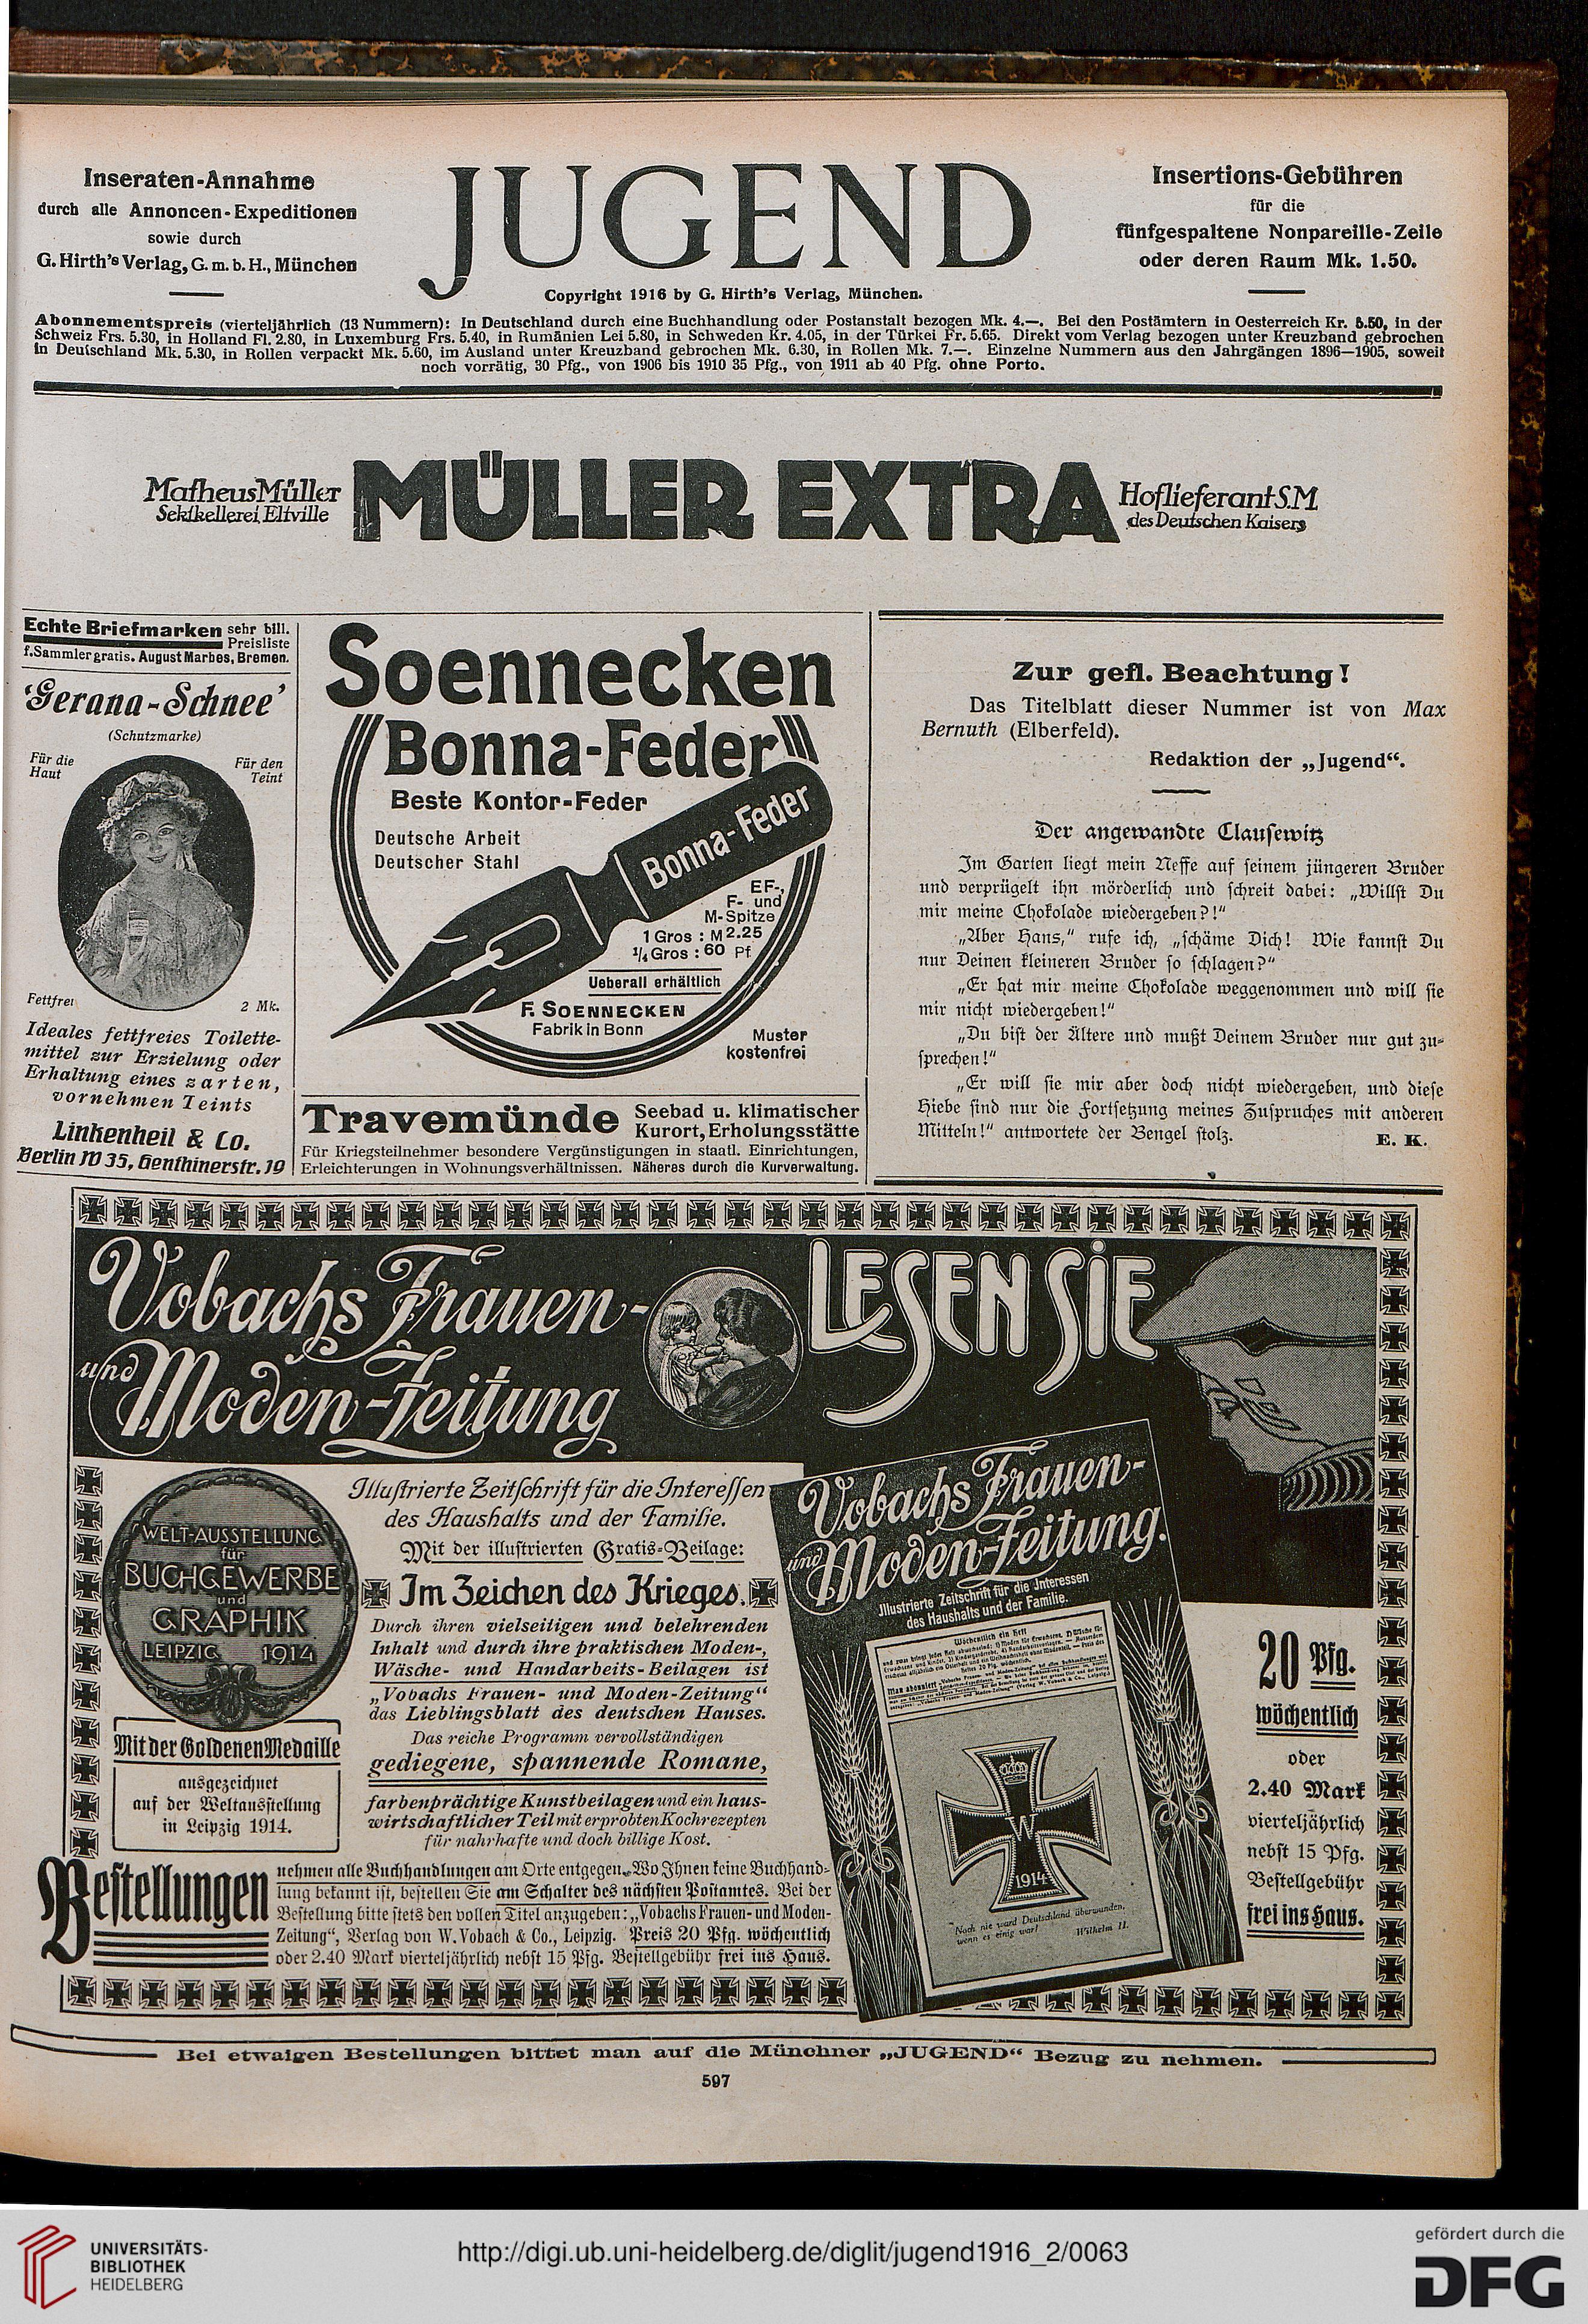 Inseraten-Annahme
durch alle Annoncen-Expeditionen
sowie durch
G. Hirth's Verlag, G. m. b. H., München
JUGEND
Copyright 1916 by G. Hirth's Verlag, München.
Insertions-Gebühren
für die
fünfgespaltene Nonpareille-Zeile
oder deren Raum Mk. 1.50.
Abonnementspreis (vierteljährlich (13 Nummern): In Deutschland durch eine Buchhandlung oder Postanstalt bezogen Mk. 4.—. Bei den Postämtern in Oesterreich Kr. 5.50, in der
Schweiz Frs. 5.30, in Holland Fl. 2.80, in Luxemburg Frs. 5.40, in Rumänien Lei 5.80, in Schweden Kr. 4.05, in der Türkei Fr. 5.65. Direkt vom Verlag bezogen unter Kreuzband gebrochen
in Deutschland Mk. 5.30, in Rollen verpackt Mk. 5.60, im Ausland unter Kreuzband gebrochen Mk. 6.30, in Rollen Mk. 7.—. Einzelne Nummern aus den Jahrgängen 1896—1905, soweit
noch vorrätig, 30 Pfg., von 1906 bis 1910 35 Pfg., von 1911 ab 40 Pfg. ohne Porto.
Matheus Müller
Sektkellerei, Eltville
MÜLLER EXTRA
Hoflieferant S.M.
des Deutschen Kaisers
Echte Briefmarken sehr bill.
Preisliste
f. Sammler gratis. August Marbes, Bremen.
'Gerana-Schnee'
(Schutzmarke)
Für die
Haut
Für den
Teint
Fettfrei
2 Mk.
Ideales fettfreies Toilette-
mittel zur Erzielung oder
Erhaltung eines zarten,
vornehmen Teints
Linkenheil & Co.
Berlin W 35, Genthinerstr. 19
Soennecken
Bonna-Feder
Beste Kontor-Feder
Deutsche Arbeit
Deutscher Stahl
Bonna-Feder
EF-,
F- und
M-Spitze
1 Gros : M 2.25
1/4 Gros : 60 Pf
Ueberall erhältlich
F. SOENNECKEN
Fabrik in Bonn
Muster
kostenfrei
Travemünde
Seebad u. klimatischer
Kurort, Erholungsstätte
Für Kriegsteilnehmer besondere Vergünstigungen in staatl. Einrichtungen,
Erleichterungen in Wohnungsverhältnissen. Näheres durch die Kurverwaltung.
Zur gefl. Beachtung!
Das Titelblatt dieser Nummer ist von Max
Bernuth (Elberfeld).
Redaktion der „Jugend“.
Der angewandte Clausewitz
Im Garten liegt mein Neffe auf seinem jüngeren Bruder
und verprügelt ihn mörderlich und schreit dabei: „Willst Du
mir meine Chokolade wiedergeben?!“
„Aber Hans,“ rufe ich, „schäme Dich! Wie kannst Du
nur Deinen kleineren Bruder so schlagen?“
„Er hat mir meine Chokolade weggenommen und will sie
mir nicht wiedergeben!“
„Du bist der Ältere und mußt Deinem Bruder nur gut zu-
sprechen!“
„Er will sie mir aber doch nicht wiedergeben, und diese
Hiebe sind nur die Fortsetzung meines Zuspruches mit anderen
Mitteln!“ antwortete der Bengel stolz.
E. K.
Vobachs Frauen-
und Moden-Zeitung
LESEN SIE
WELT-AUSSTELLUNG
für
BUCHGEWERBE
und
GRAPHIK
LEIPZIG 1914
Mit der Goldenen Medaille
ausgezeichnet
auf der Weltausstellung
in Leipzig 1914.
Illustrierte Zeitschrift für die Interessen
des Haushalts und der Familie.
Mit der illustrierten Gratis-Beilage:
Im Zeichen des Krieges.
Durch ihren vielseitigen und belehrenden
Inhalt und durch ihre praktischen Moden-,
Wäsche- und Handarbeits-Beilagen ist
„Vobachs Frauen- und Moden-Zeitung“
das Lieblingsblatt des deutschen Hauses.
Das reiche Programm vervollständigen
gediegene, spannende Romane,
farbenprächtige Kunstbeilagen und ein haus-
wirtschaftlicher Teil mit erprobten Kochrezepten
für nahrhafte und doch billige Kost.
Vobachs Frauen-
und Moden-Zeitung.
Illustrierte Zeitschrift für die Interessen
des Haushalts und der Familie.
Wöchentlich ein Heft
W
1914
Noch nie ward Deutschland überwunden,
wenn es einig war!
Wilhelm II.
20 Pfg.
wöchentlich
oder
2.40 Mark
vierteljährlich
nebst 15 Pfg.
Bestellgebühr
frei ins Haus.
Bestellungen
nehmen alle Buchhandlungen am Orte entgegen. Wo Ihnen keine Buchhand-
lung bekannt ist, bestellen Sie am Schalter des nächsten Postamtes. Bei der
Bestellung bitte stets den vollen Titel anzugeben: „Vobachs Frauen- und Moden-
Zeitung“, Verlag von W. Vobach & Co., Leipzig. Preis 20 Pfg. wöchentlich
oder 2.40 Mark vierteljährlich nebst 15 Pfg. Bestellgebühr frei ins Haus.
Bei etwaigen Bestellungen bittet man auf die Münchner „JUGEND“ Bezug zu nehmen.
597
UNIVERSITÄTS-
BIBLIOTHEK
HEIDELBERG
http://digi.ub.uni-heidelberg.de/diglit/jugend1916_2/0063
gefördert durch die
DFG